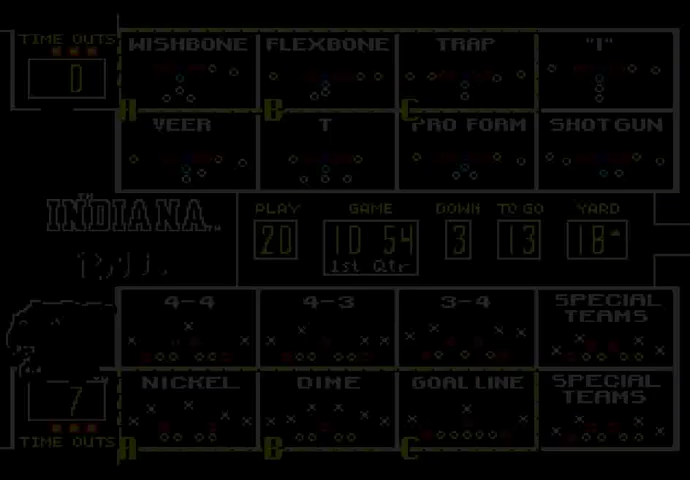 TIME OUTS
WISHBONE FLEXBONE TRAP "I"
0
A B C
VEER T PRO FORM SHOTGUN
INDIANA
PLAY GAME DOWN TO GO YARD
20 10 54 3 13 18
1st Qtr
4-4 4-3 3-4 SPECIAL TEAMS
NICKEL DIME GOAL LINE SPECIAL TEAMS
7
TIME OUTS
A B C